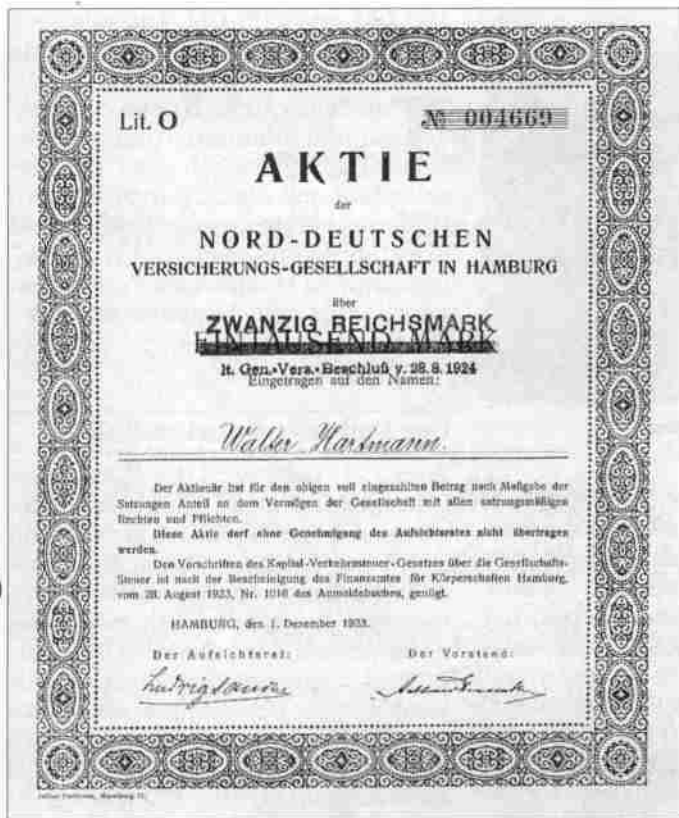 Lit. O
№ 004669
AKTIE
der
NORD-DEUTSCHEN
VERSICHERUNGS-GESELLSCHAFT IN HAMBURG
über
ZWANZIG REICHSMARK
EINTAUSEND MARK
lt. Gen.-Vers.-Beschluß v. 28. 8. 1924
Eingetragen auf den Namen:
Walter Hartmann.
Der Aktionär hat für den obigen voll eingezahlten Betrag nach Maßgabe der
Satzungen Anteil an dem Vermögen der Gesellschaft mit allen satzungsmäßigen
Rechten und Pflichten.
Diese Aktie darf ohne Genehmigung des Aufsichtsrates nicht übertragen
werden.
Den Vorschriften des Kapital-Verkehrsteuer-Gesetzes über die Gesellschafts-
Steuer ist nach der Bescheinigung des Finanzamtes für Körperschaften Hamburg,
vom 28. August 1923, Nr. 1016 des Anmeldebuches, genügt.
HAMBURG, den 1. Dezember 1923.
Der Aufsichtsrat:
Der Vorstand:
Hamburg